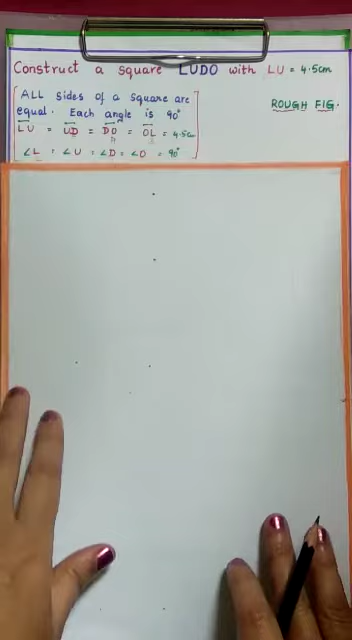 Construct a square LUDO with LU = 4.5cm
ALL sides of a square are
equal. Each angle is 90°
ROUGH FIG.
LU = UD = DO = OL = 4.5cm
∠L = ∠U = ∠D = ∠O = 90°